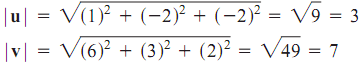 |u| = √(1)² + (−2)² + (−2)² = √9 = 3
|v| = √(6)² + (3)² + (2)² = √49 = 7